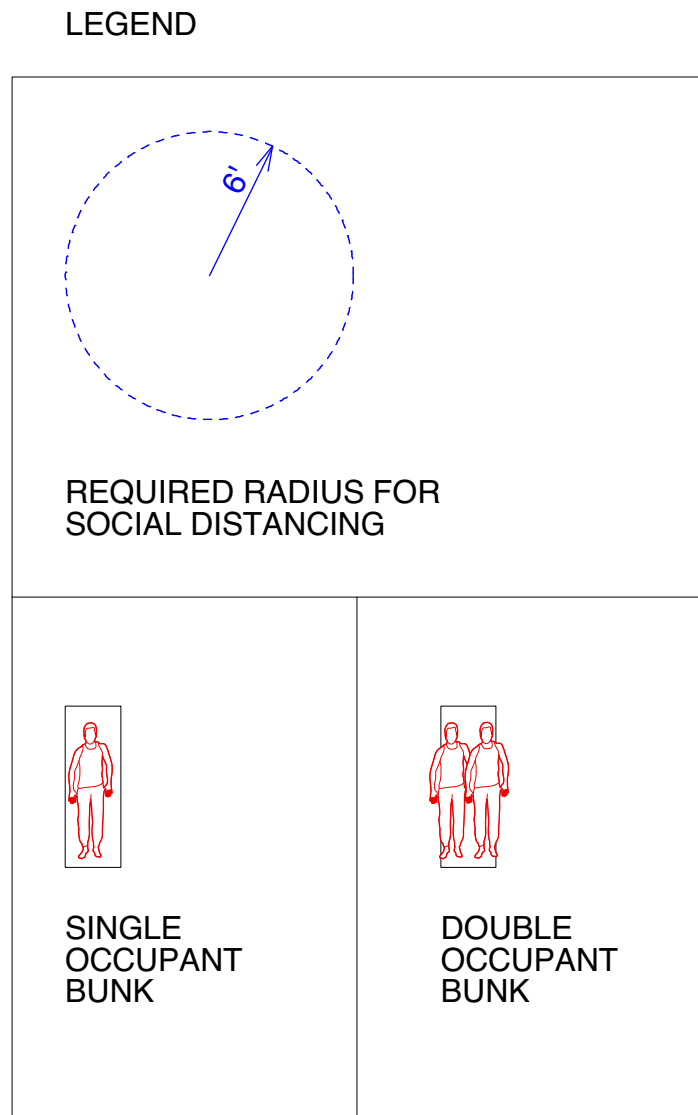 LEGEND
6'
REQUIRED RADIUS FOR
SOCIAL DISTANCING
SINGLE
OCCUPANT
BUNK
DOUBLE
OCCUPANT
BUNK